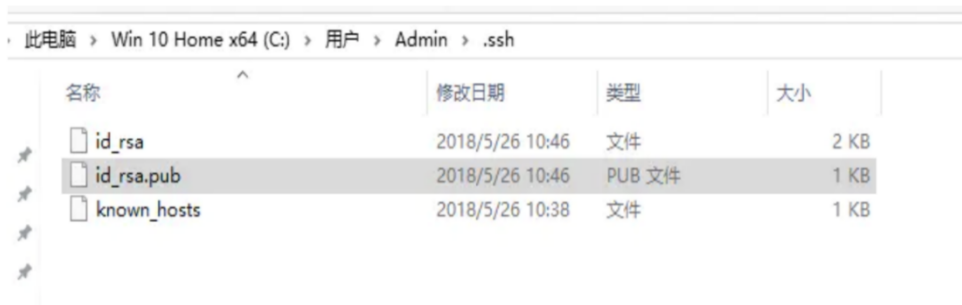 此电脑 > Win 10 Home x64 (C:) > 用户 > Admin > .ssh
名称 修改日期 类型 大小
id_rsa 2018/5/26 10:46 文件 2 KB
id_rsa.pub 2018/5/26 10:46 PUB 文件 1 KB
known_hosts 2018/5/26 10:38 文件 1 KB